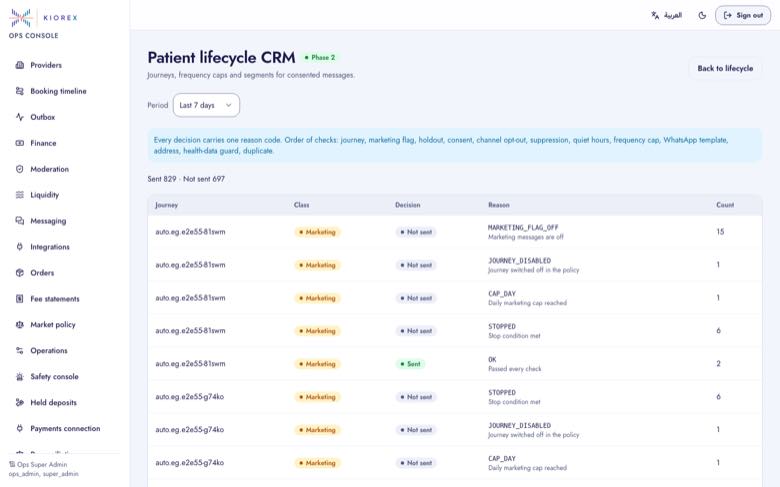 KIOREX
OPS CONSOLE
العربية
Sign out
Providers
Booking timeline
Outbox
Finance
Moderation
Liquidity
Messaging
Integrations
Orders
Fee statements
Market policy
Operations
Safety console
Held deposits
Payments connection
Ops Super Admin
ops_admin, super_admin
Patient lifecycle CRM
Phase 2
Journeys, frequency caps and segments for consented messages.
Back to lifecycle
Period
Last 7 days
Every decision carries one reason code. Order of checks: journey, marketing flag, holdout, consent, channel opt-out, suppression, quiet hours, frequency cap, WhatsApp template,
address, health-data guard, duplicate.
Sent 829 · Not sent 697
Journey Class Decision Reason Count
auto.eg.e2e55-81swm Marketing Not sent MARKETING_FLAG_OFF 15
Marketing messages are off
auto.eg.e2e55-81swm Marketing Not sent JOURNEY_DISABLED 1
Journey switched off in the policy
auto.eg.e2e55-81swm Marketing Not sent CAP_DAY 1
Daily marketing cap reached
auto.eg.e2e55-81swm Marketing Not sent STOPPED 6
Stop condition met
auto.eg.e2e55-81swm Marketing Sent OK 2
Passed every check
auto.eg.e2e55-g74ko Marketing Not sent STOPPED 6
Stop condition met
auto.eg.e2e55-g74ko Marketing Not sent JOURNEY_DISABLED 1
Journey switched off in the policy
auto.eg.e2e55-g74ko Marketing Not sent CAP_DAY 1
Daily marketing cap reached